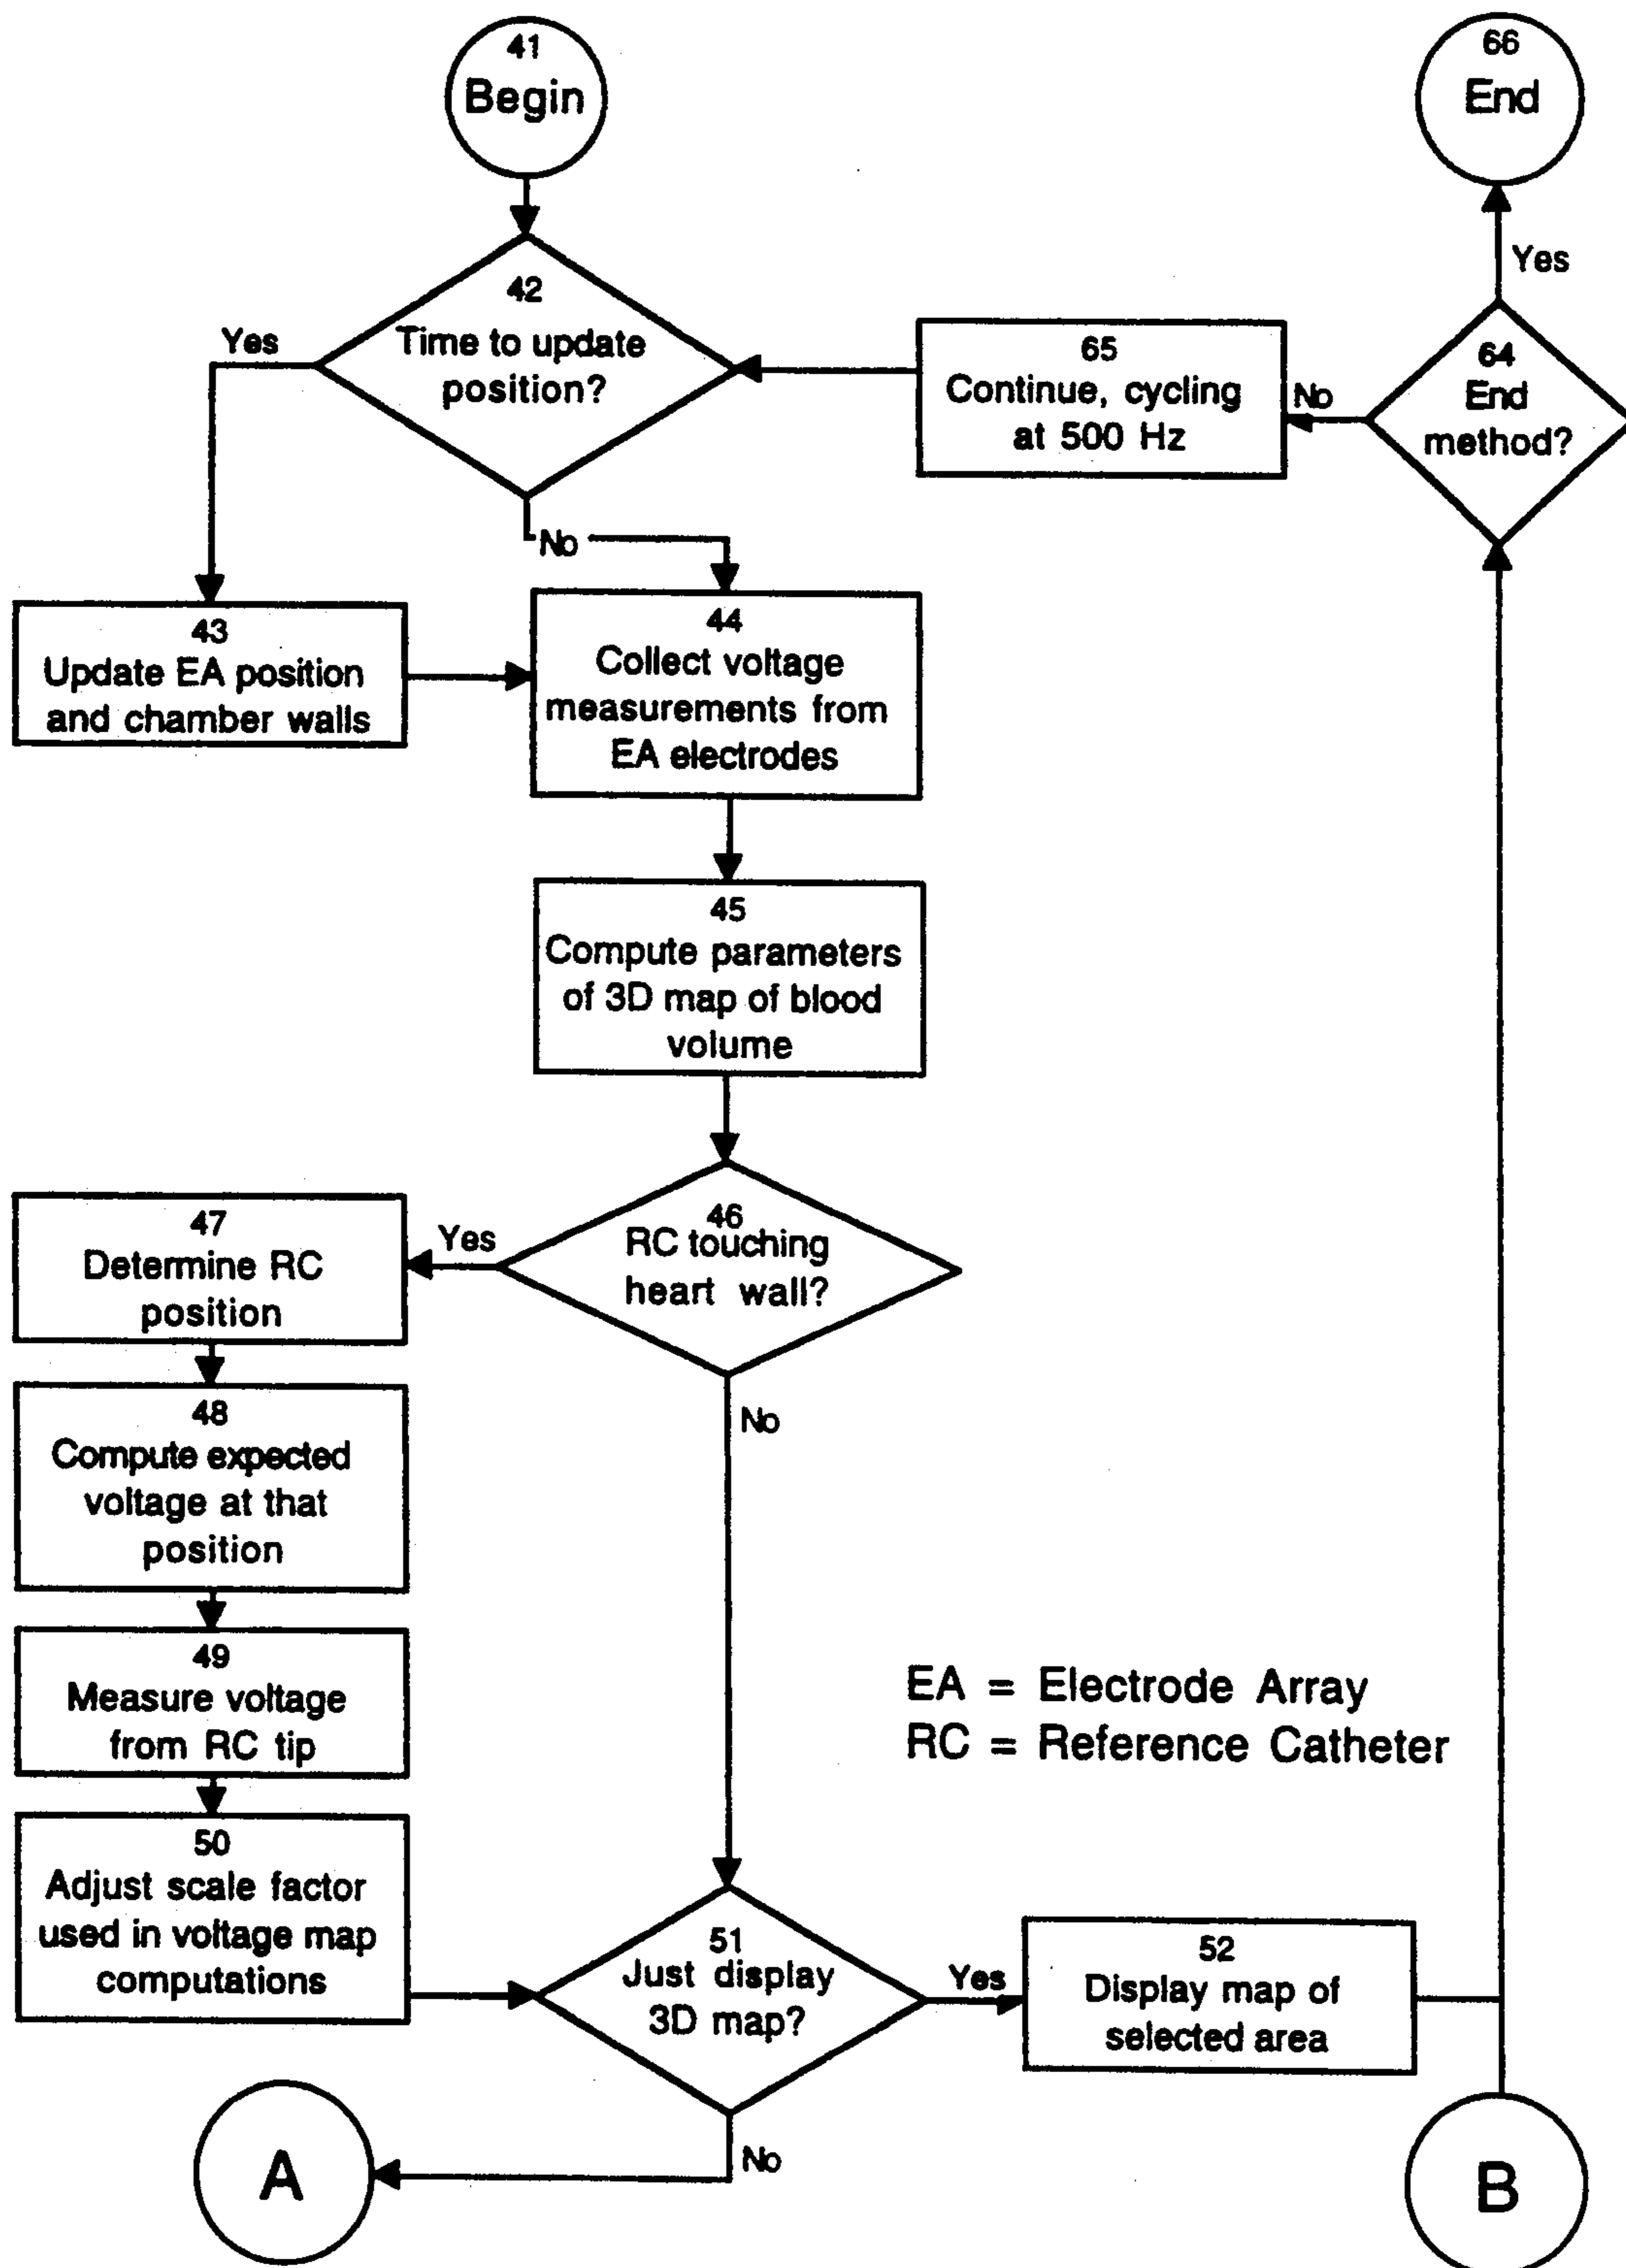 41
Begin
66
End
Yes
42
Time to update
position?
Yes
65
Continue, cycling
at 500 Hz
No
64
End
method?
No
43
Update EA position
and chamber walls
44
Collect voltage
measurements from
EA electrodes
45
Compute parameters
of 3D map of blood
volume
46
RC touching
heart wall?
Yes
No
47
Determine RC
position
48
Compute expected
voltage at that
position
49
Measure voltage
from RC tip
EA = Electrode Array
RC = Reference Catheter
50
Adjust scale factor
used in voltage map
computations
51
Just display
3D map?
Yes
52
Display map of
selected area
No
A
B